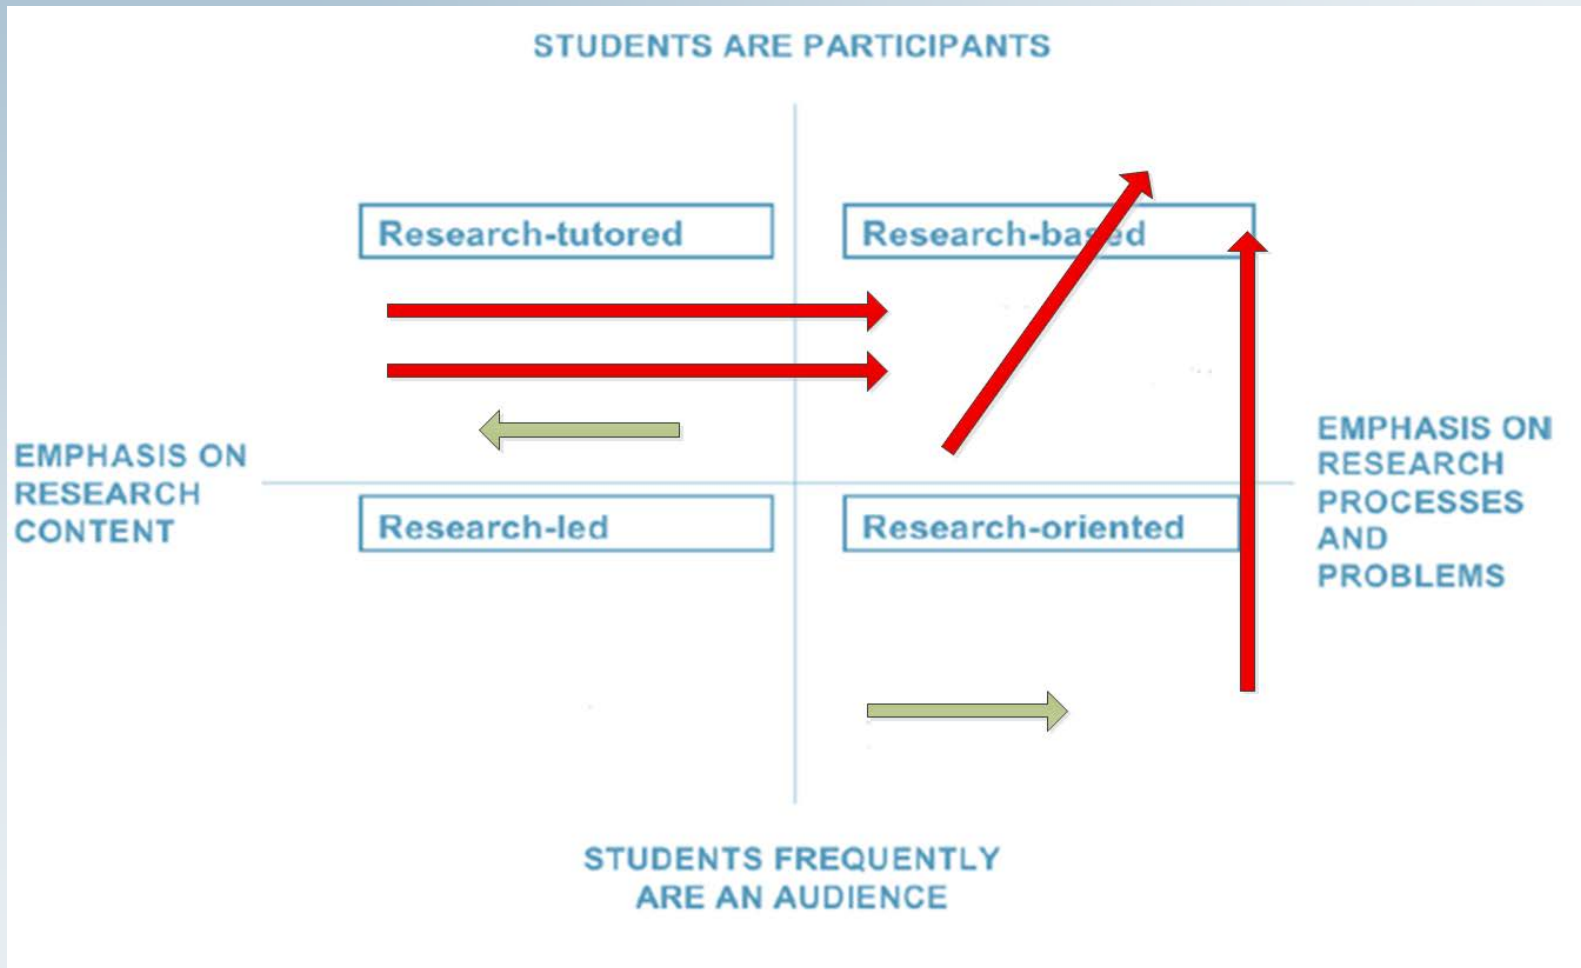 STUDENTS ARE PARTICIPANTS
Research-tutored
Research-based
EMPHASIS ON
RESEARCH
CONTENT
EMPHASIS ON
RESEARCH
PROCESSES
AND
PROBLEMS
Research-led
Research-oriented
STUDENTS FREQUENTLY
ARE AN AUDIENCE